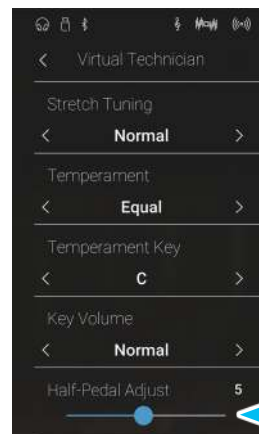 Virtual Technician
Stretch Tuning
Normal
Temperament
Equal
Temperament Key
C
Key Volume
Normal
Half-Pedal Adjust 5